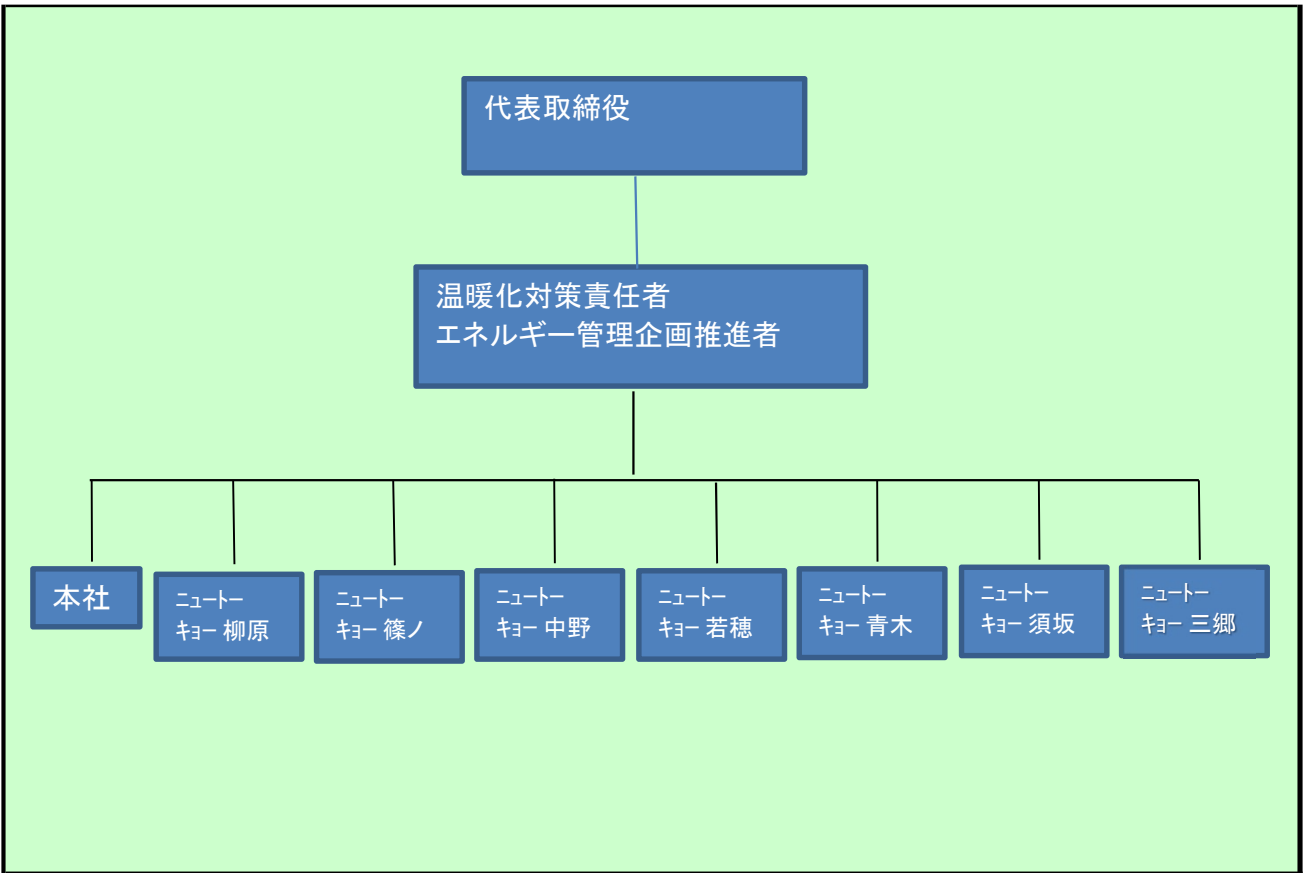 代表取締役
温暖化対策責任者
エネルギー管理企画推進者
本社
ﾆｭｰﾄｰ
ｷｮｰ 柳原
ﾆｭｰﾄｰ
ｷｮｰ 篠ノ
ﾆｭｰﾄｰ
ｷｮｰ 中野
ﾆｭｰﾄｰ
ｷｮｰ 若穂
ﾆｭｰﾄｰ
ｷｮｰ 青木
ﾆｭｰﾄｰ
ｷｮｰ 須坂
ﾆｭｰﾄｰ
ｷｮｰ 三郷